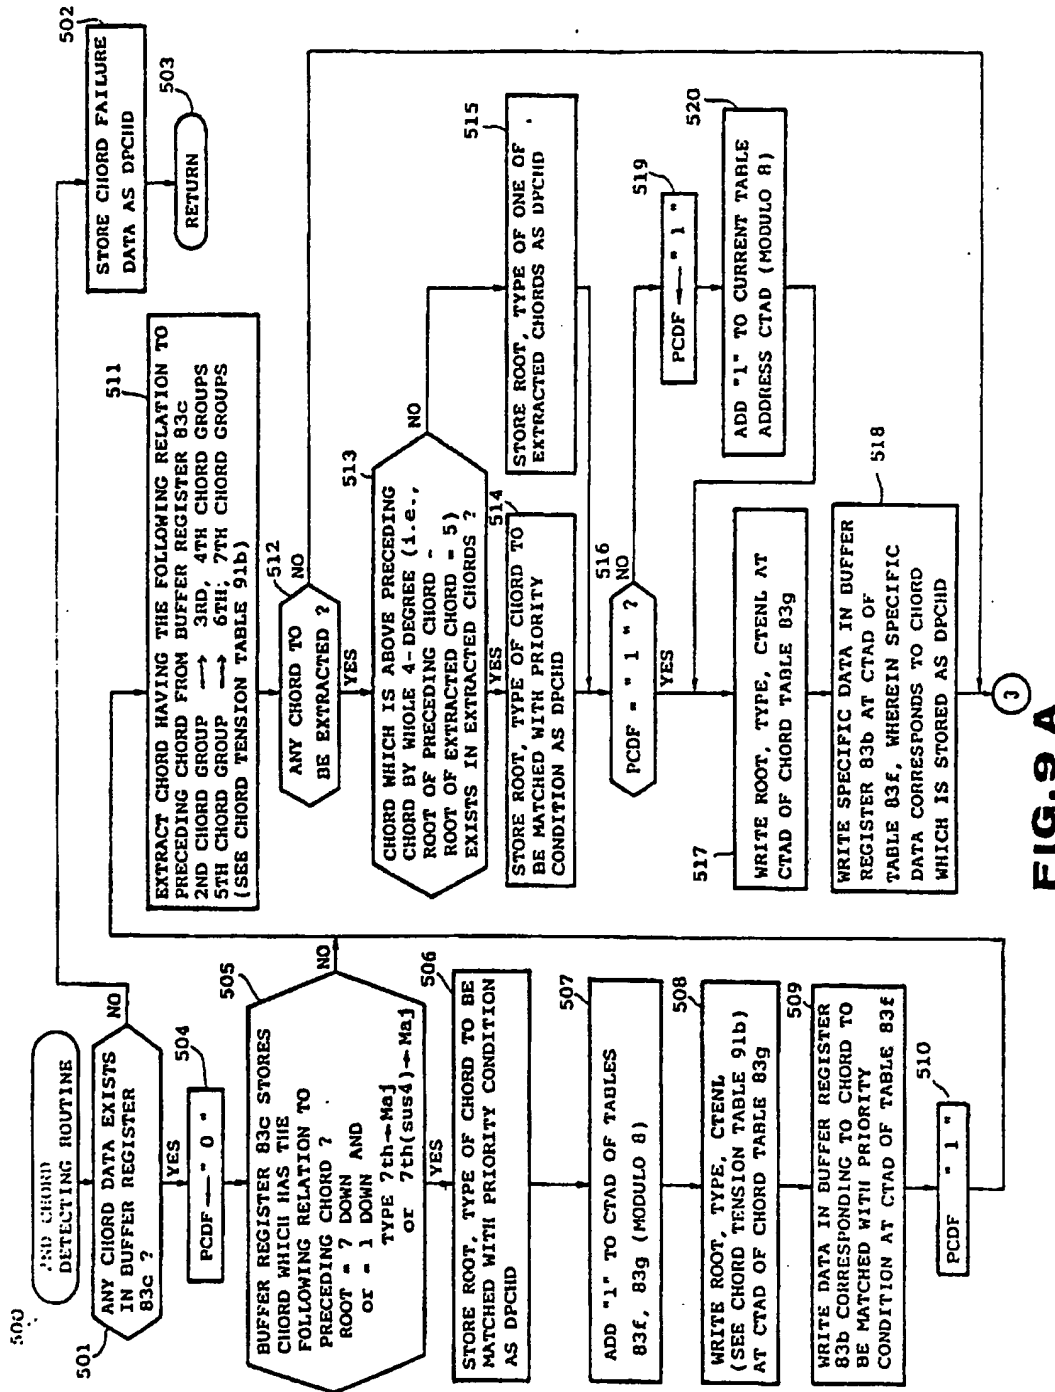 500
2ND CHORD
DETECTING ROUTINE
501
ANY CHORD DATA EXISTS
IN BUFFER REGISTER
83c ?
NO
YES
502
STORE CHORD FAILURE
DATA AS DPCHD
503
RETURN
504
PCDF ← "0"
505
BUFFER REGISTER 83c STORES
CHORD WHICH HAS THE
FOLLOWING RELATION TO
PRECEDING CHORD ?
ROOT = 7 DOWN AND
or = 1 DOWN
TYPE 7th→Maj
or 7th(sus4)→Maj
NO
YES
506
STORE ROOT, TYPE OF CHORD TO BE
MATCHED WITH PRIORITY CONDITION
AS DPCHD
507
ADD "1" TO CTAD OF TABLES
83f, 83g (MODULO 8)
508
WRITE ROOT, TYPE, CTENL
(SEE CHORD TENSION TABLE 91b)
AT CTAD OF CHORD TABLE 83g
509
WRITE DATA IN BUFFER REGISTER
83b CORRESPONDING TO CHORD TO
BE MATCHED WITH PRIORITY
CONDITION AT CTAD OF TABLE 83f
510
PCDF "1"
511
EXTRACT CHORD HAVING THE FOLLOWING RELATION TO
PRECEDING CHORD FROM BUFFER REGISTER 83c
2ND CHORD GROUP → 3RD, 4TH CHORD GROUPS
5TH CHORD GROUP → 6TH, 7TH CHORD GROUPS
(SEE CHORD TENSION TABLE 91b)
512
ANY CHORD TO
BE EXTRACTED ?
NO
YES
513
CHORD WHICH IS ABOVE PRECEDING
CHORD BY WHOLE 4-DEGREE (i.e.,
ROOT OF PRECEDING CHORD -
ROOT OF EXTRACTED CHORD = 5)
EXISTS IN EXTRACTED CHORDS ?
NO
YES
514
STORE ROOT, TYPE OF CHORD TO
BE MATCHED WITH PRIORITY
CONDITION AS DPCHD
515
STORE ROOT, TYPE OF ONE OF
EXTRACTED CHORDS AS DPCHD
516
PCDF = "1" ?
NO
YES
519
PCDF ← "1"
520
ADD "1" TO CURRENT TABLE
ADDRESS CTAD (MODULO 8)
517
WRITE ROOT, TYPE, CTENL AT
CTAD OF CHORD TABLE 83g
518
WRITE SPECIFIC DATA IN BUFFER
REGISTER 83b AT CTAD OF
TABLE 83f, WHEREIN SPECIFIC
DATA CORRESPONDS TO CHORD
WHICH IS STORED AS DPCHD
3
FIG.9A